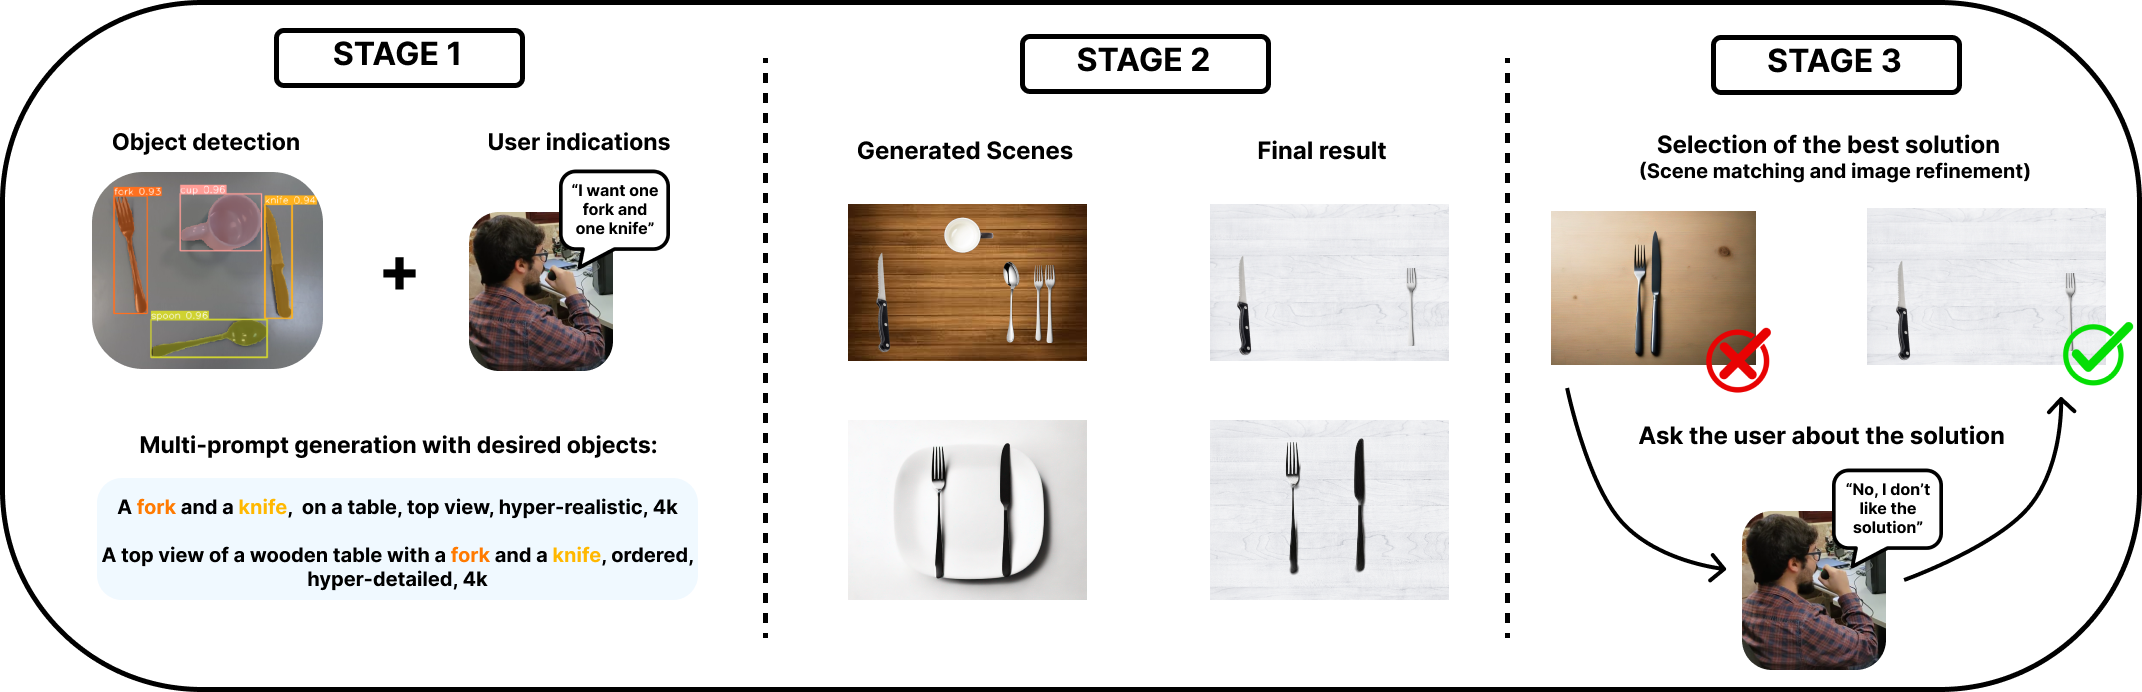 STAGE 1
Object detection
User indications
fork 0.93
cup 0.96
knife 0.94
spoon 0.96
“I want one
fork and
one knife”
Multi-prompt generation with desired objects:
A fork and a knife, on a table, top view, hyper-realistic, 4k
A top view of a wooden table with a fork and a knife, ordered,
hyper-detailed, 4k
STAGE 2
Generated Scenes
Final result
STAGE 3
Selection of the best solution
(Scene matching and image refinement)
Ask the user about the solution
“No, I don’t
like the
solution”